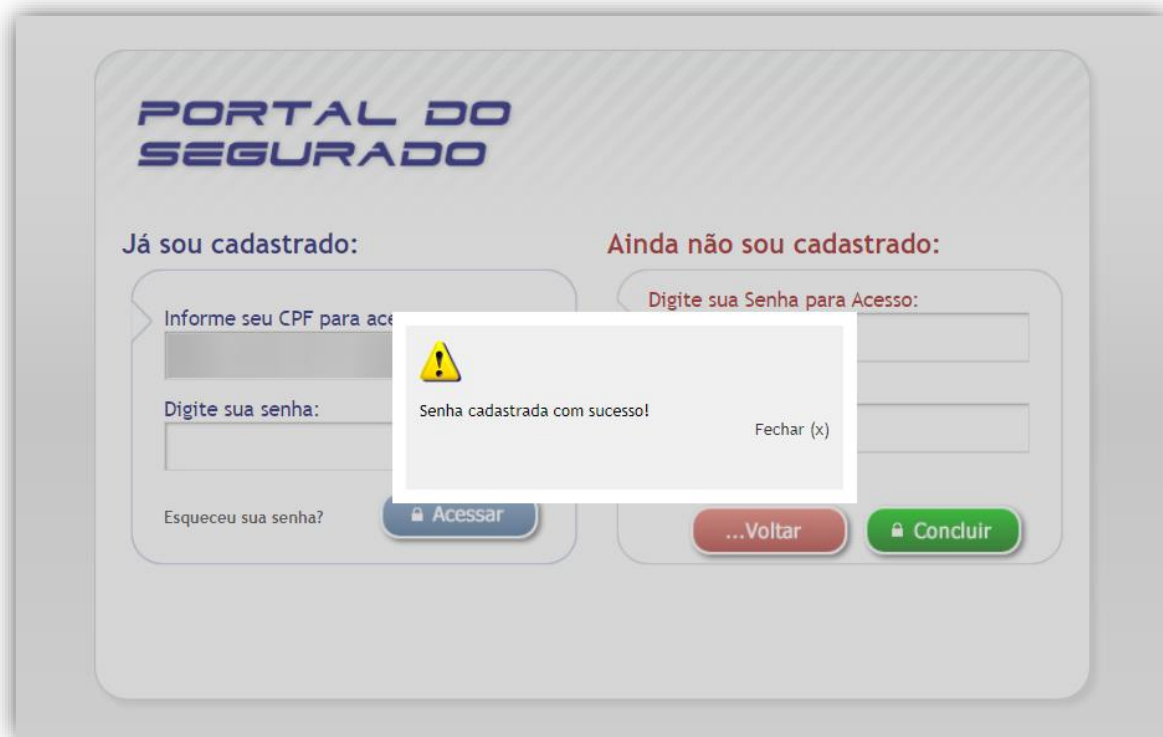 PORTAL DO
SEGURADO
Já sou cadastrado:
Informe seu CPF para ace
Digite sua senha:
Esqueceu sua senha?
Acessar
Ainda não sou cadastrado:
Digite sua Senha para Acesso:
...Voltar
Concluir
Senha cadastrada com sucesso!
Fechar (x)